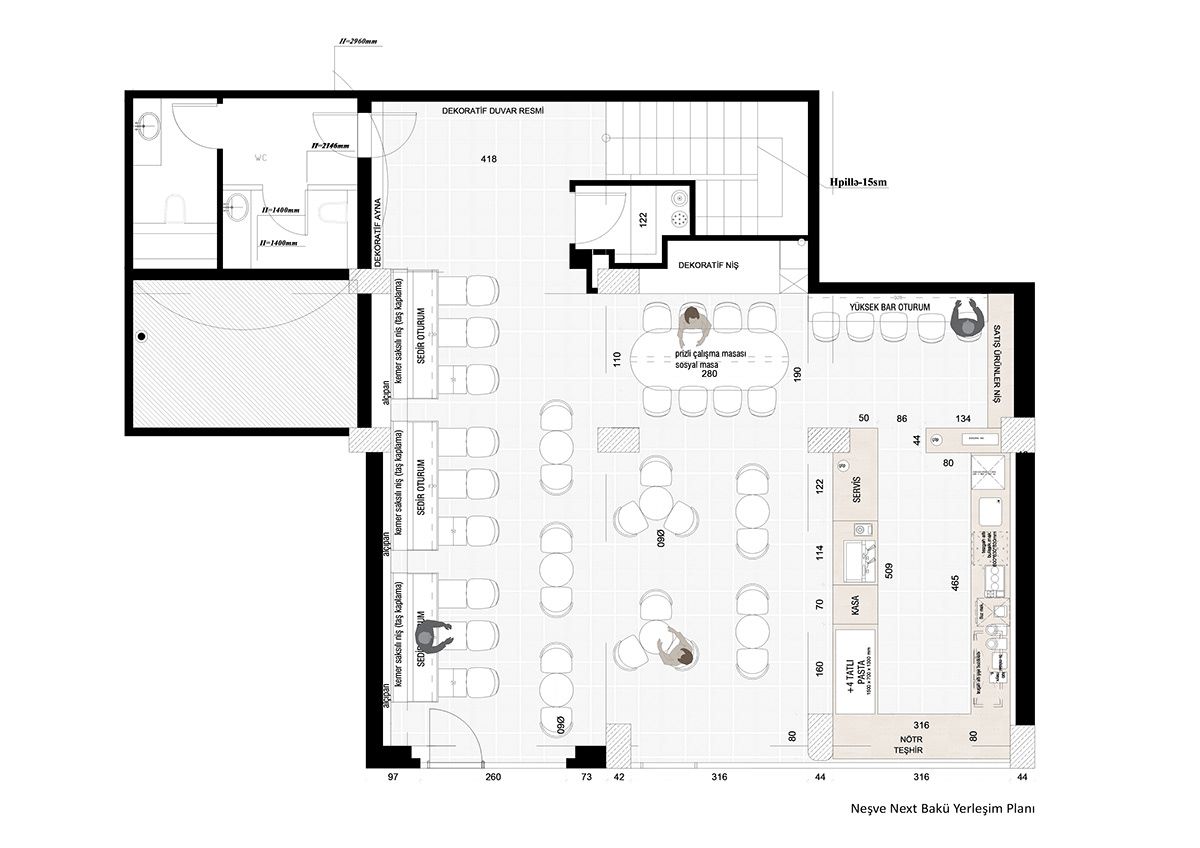 H=2960mm
DEKORATİF DUVAR RESMİ
H=2146mm
WC
418
Hpillə-15sm
H=1400mm
H=1400mm
DEKORATİF AYNA
122
DEKORATİF NİŞ
YÜKSEK BAR OTURUM
SATIŞ ÜRÜNLER NİŞ
kemer saksılı niş (taş kaplama)
SEDİR OTURUM
alçıpan
110
prizli çalışma masası
sosyal masa
280
190
50
86
134
44
80
kemer saksılı niş (taş kaplama)
SEDİR OTURUM
alçıpan
122
SERVİS
Ø60
114
509
465
70
KASA
kemer saksılı niş (taş kaplama)
SEDİR OTURUM
alçıpan
160
+4 TATLI
PASTA
Ø60
80
316
80
NÖTR
TEŞHİR
97
260
73
42
316
44
316
44
Neşve Next Bakü Yerleşim Planı